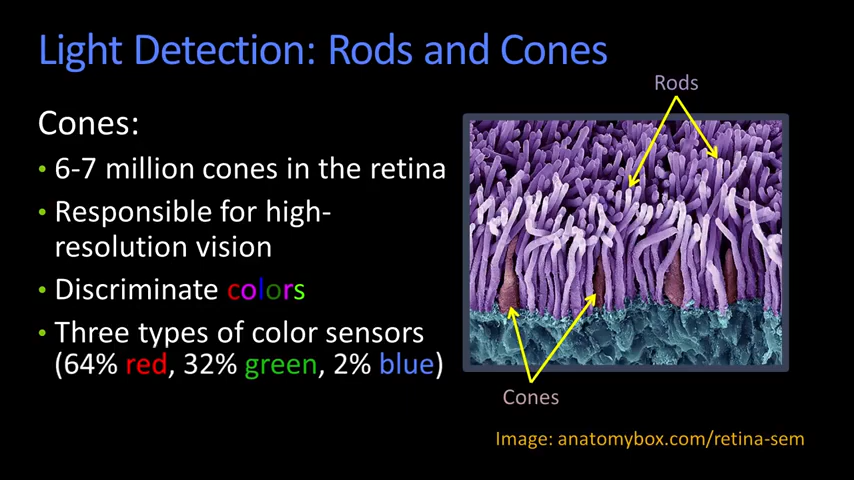 Light Detection: Rods and Cones
Rods
Cones:
• 6-7 million cones in the retina
• Responsible for high-
resolution vision
• Discriminate colors
• Three types of color sensors
(64% red, 32% green, 2% blue)
Cones
Image: anatomybox.com/retina-sem